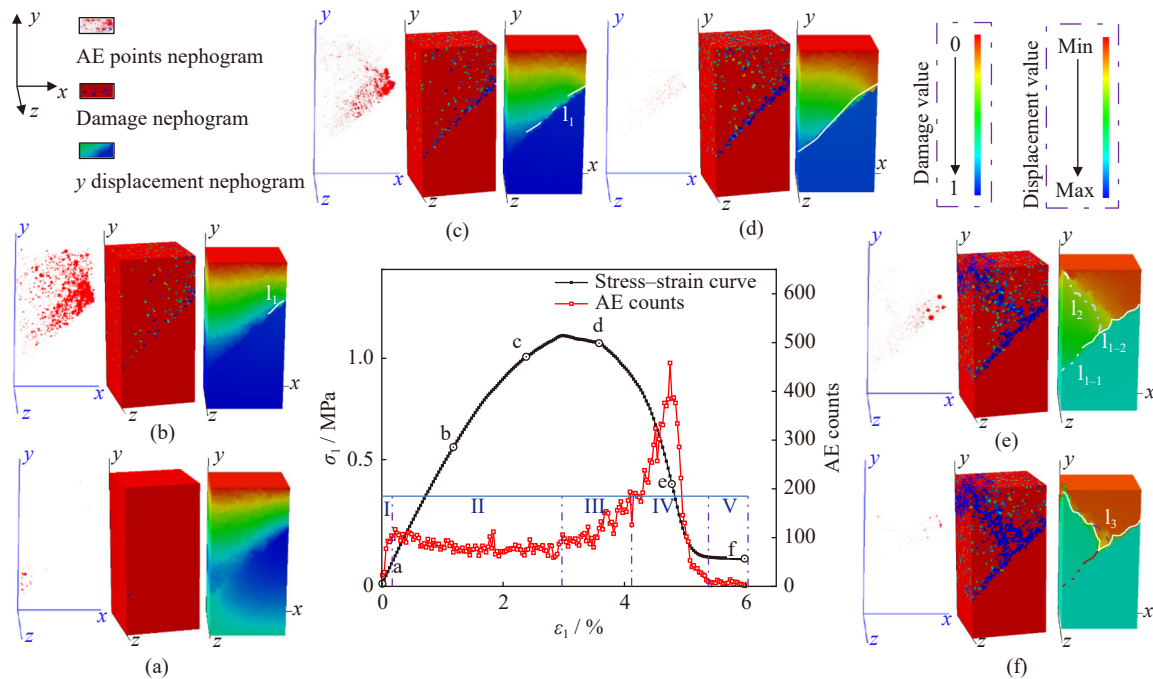 y
x
z
AE points nephogram
Damage nephogram
y displacement nephogram
y
y
l₁
x
x
z
z
(c)
y
y
x
x
z
z
(d)
Damage value
0
1
Displacement value
Min
Max
y
y
l₁
x
x
z
z
(b)
y
y
x
x
z
z
(a)
Stress–strain curve
AE counts
σ₁ / MPa
1.0
0.5
0
AE counts
600
500
400
300
200
100
0
a
b
c
d
e
f
I
II
III
IV
V
0
2
4
6
ε₁ / %
y
y
l₂
l₁₋₂
l₁₋₁
x
x
z
z
(e)
y
y
l₃
x
x
z
z
(f)